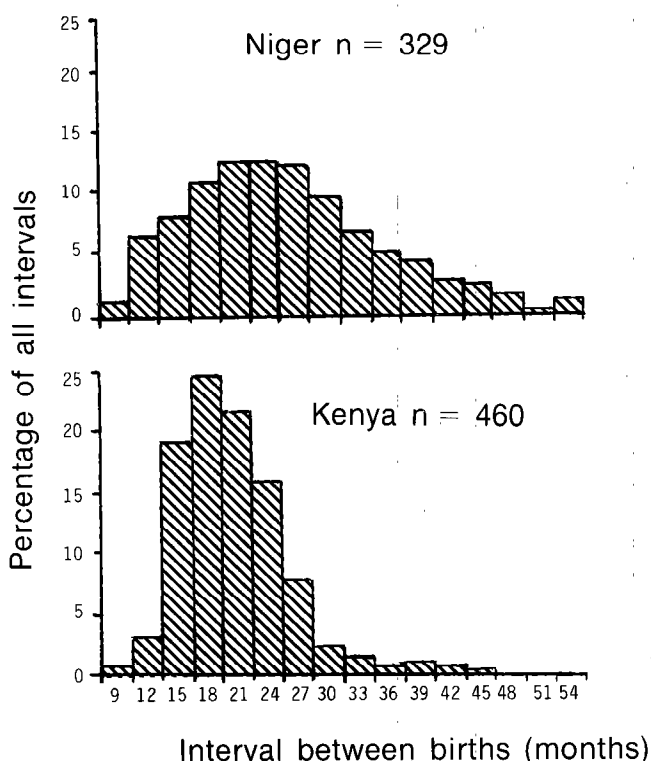 25
Niger n = 329
20
15
10
5
0
Percentage of all intervals
25
Kenya n = 460
20
15
10
5
0
9 12 15 18 21 24 27 30 33 36 39 42 45 48 51 54
Interval between births (months)